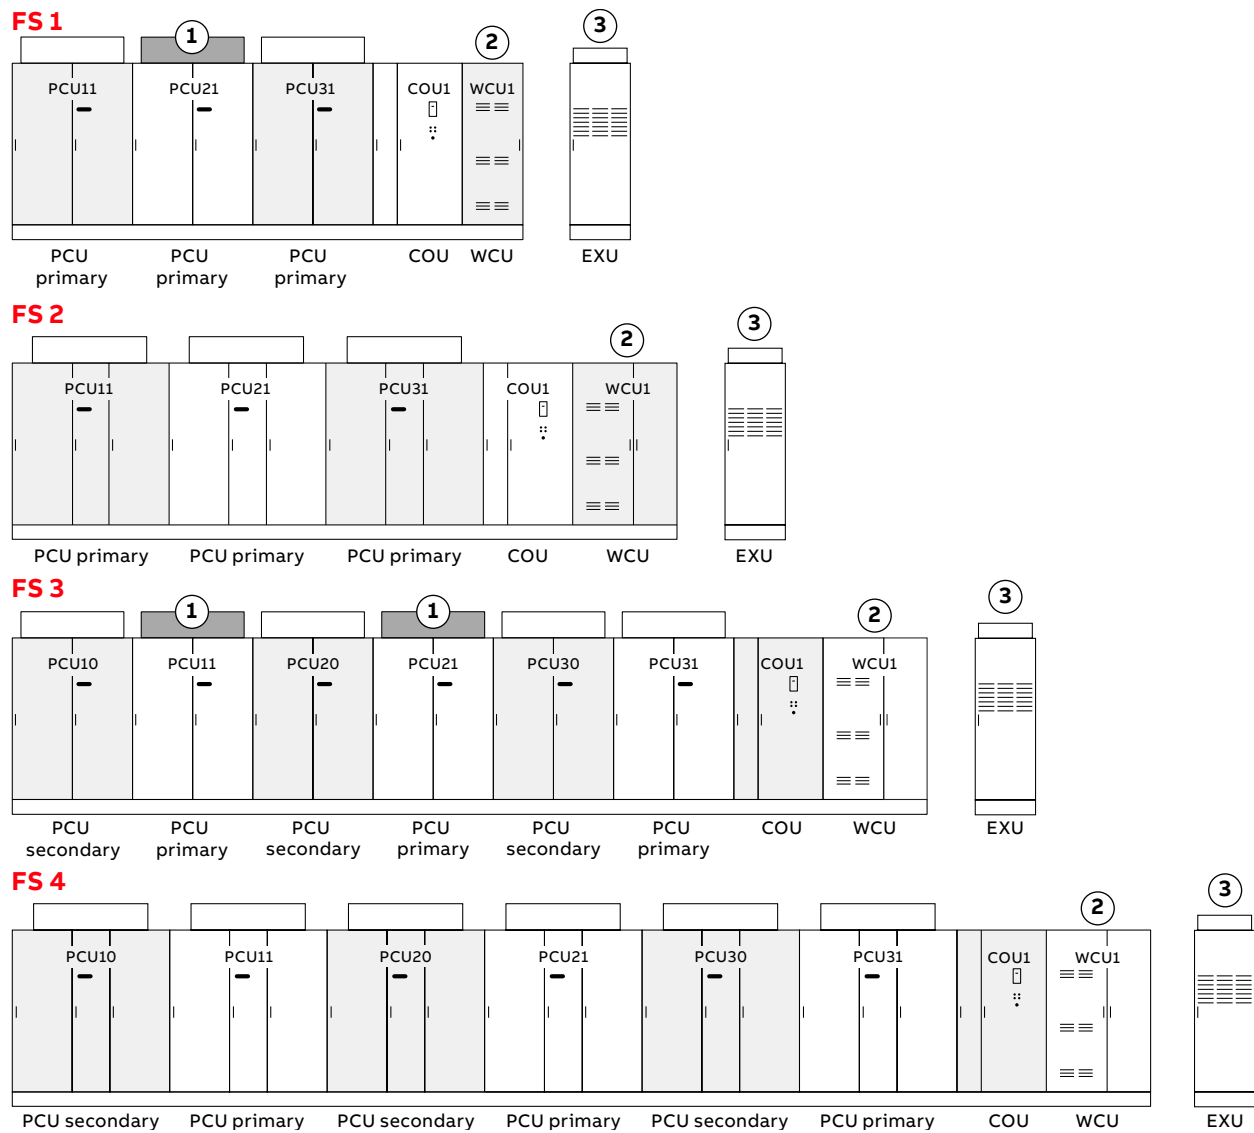 FS 1
1
2
3
PCU11 PCU21 PCU31 COU1 WCU1
PCU primary PCU primary PCU primary COU WCU EXU
FS 2
2
3
PCU11 PCU21 PCU31 COU1 WCU1
PCU primary PCU primary PCU primary COU WCU EXU
FS 3
1
1
2
3
PCU10 PCU11 PCU20 PCU21 PCU30 PCU31 COU1 WCU1
PCU secondary PCU primary PCU secondary PCU primary PCU secondary PCU primary COU WCU EXU
FS 4
2
3
PCU10 PCU11 PCU20 PCU21 PCU30 PCU31 COU1 WCU1
PCU secondary PCU primary PCU secondary PCU primary PCU secondary PCU primary COU WCU EXU